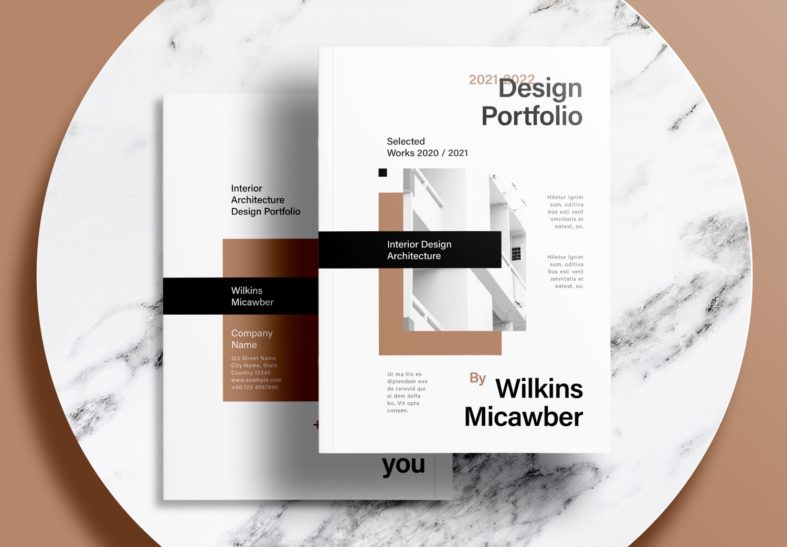 2021-2022
Design
Portfolio
Selected
Works 2020 / 2021
Hiletur ignim
sum, oditiva
bus esti vent
omnitatis et
eatest, so.
Interior Design
Architecture
Hiletur ignim
sum, oditiva
bus esti vent
omnitatis et
eatest, so.
Ur ma ilis es
dipiendam eos
de rerovid qui
si dem delle
bo. Vit opta
consen.
By
Wilkins
Micawber
Interior
Architecture
Design Portfolio
Wilkins
Micawber
Company
Name
123 Street Name
City Name, State
Country 12345
www.example.com
+00 123 4567890
you